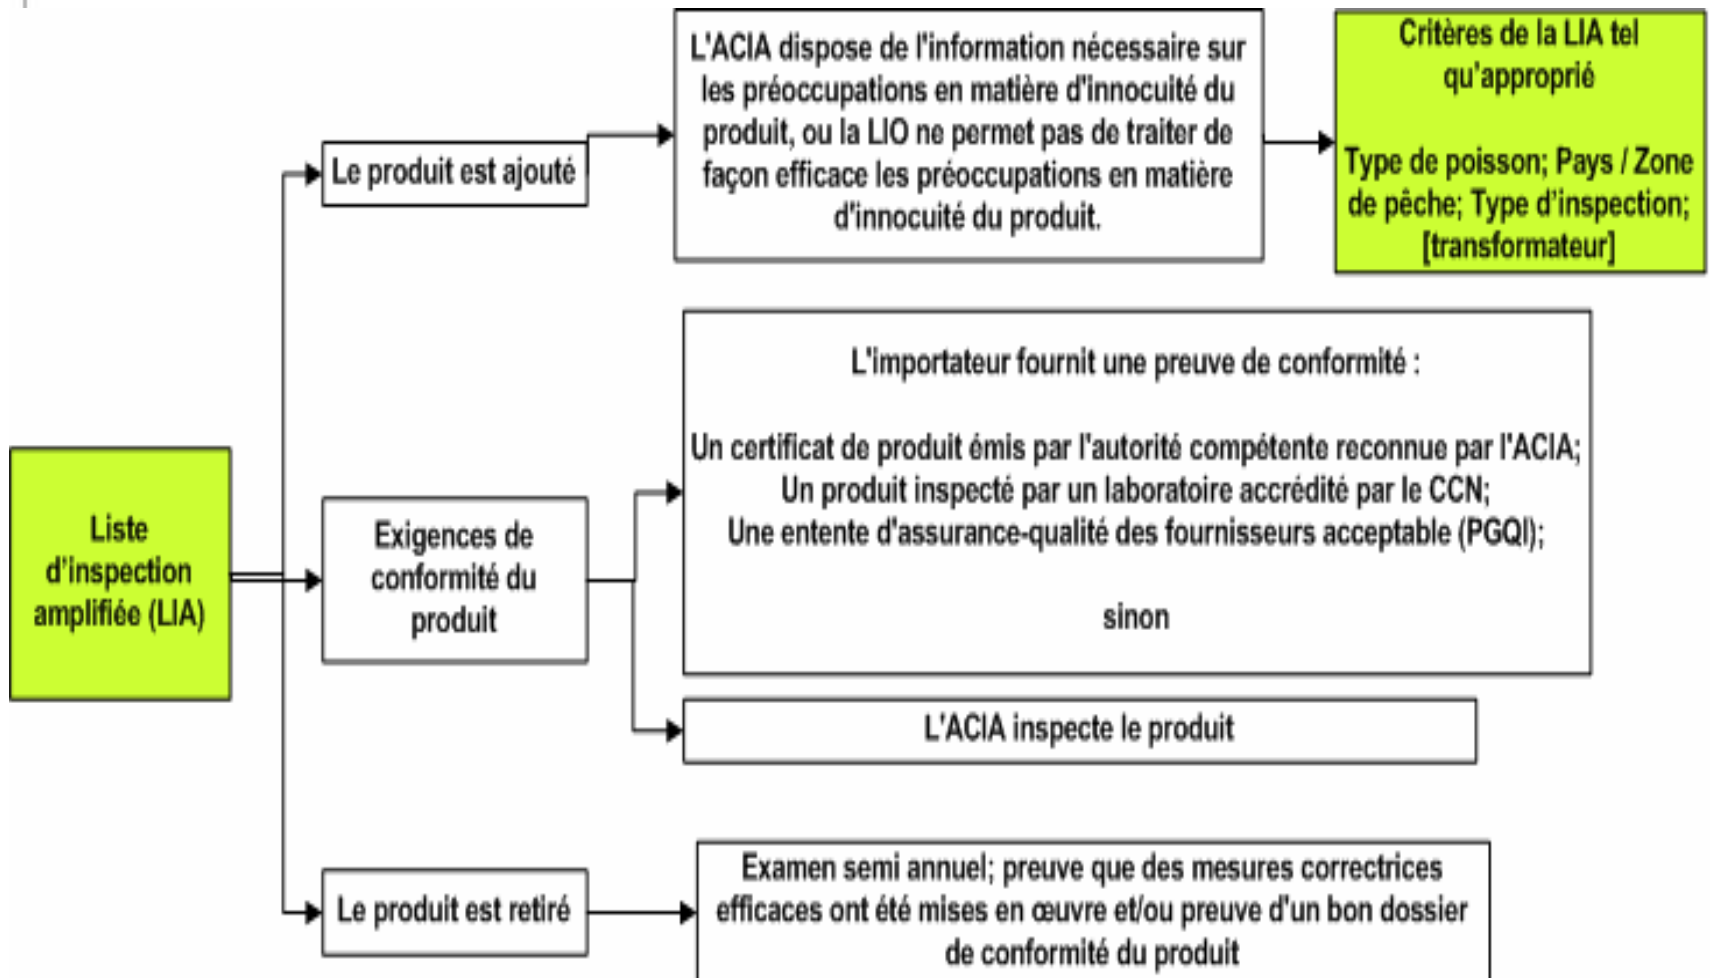 L'ACIA dispose de l'information nécessaire sur
les préoccupations en matière d'innocuité du
produit, ou la LIO ne permet pas de traiter de
façon efficace les préoccupations en matière
d'innocuité du produit.
Critères de la LIA tel
qu'approprié
Type de poisson; Pays / Zone
de pêche; Type d'inspection;
[transformateur]
Le produit est ajouté
L'importateur fournit une preuve de conformité :
Un certificat de produit émis par l'autorité compétente reconnue par l'ACIA;
Un produit inspecté par un laboratoire accrédité par le CCN;
Une entente d'assurance-qualité des fournisseurs acceptable (PGQI);
sinon
Liste
d'inspection
amplifiée (LIA)
Exigences de
conformité du
produit
L'ACIA inspecte le produit
Le produit est retiré
Examen semi annuel; preuve que des mesures correctrices
efficaces ont été mises en œuvre et/ou preuve d'un bon dossier
de conformité du produit